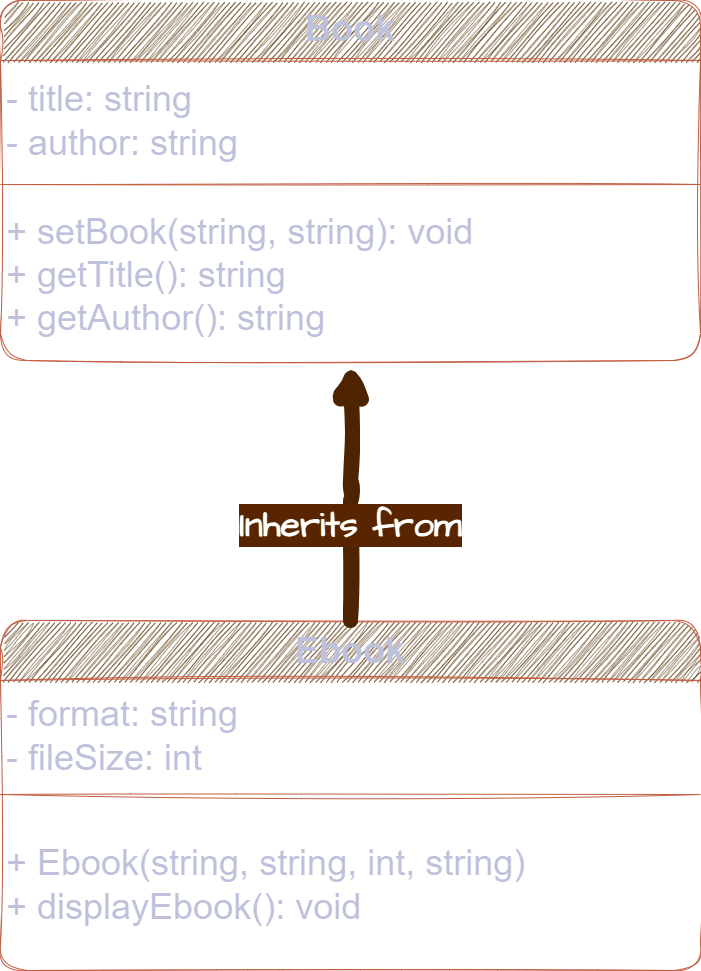 Book
- title: string
- author: string
+ setBook(string, string): void
+ getTitle(): string
+ getAuthor(): string
Inherits from
Ebook
- format: string
- fileSize: int
+ Ebook(string, string, int, string)
+ displayEbook(): void